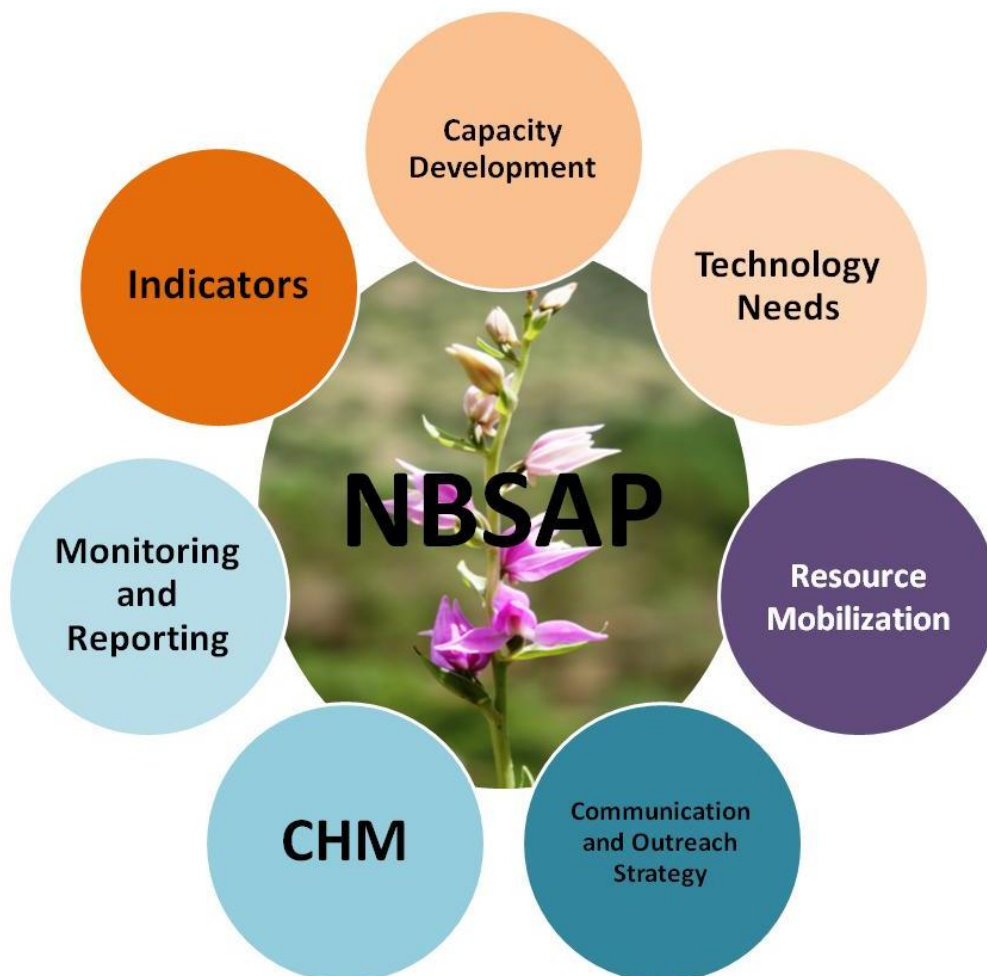 Capacity
Development
Technology
Needs
Resource
Mobilization
Communication
and Outreach
Strategy
CHM
Monitoring
and
Reporting
Indicators
NBSAP